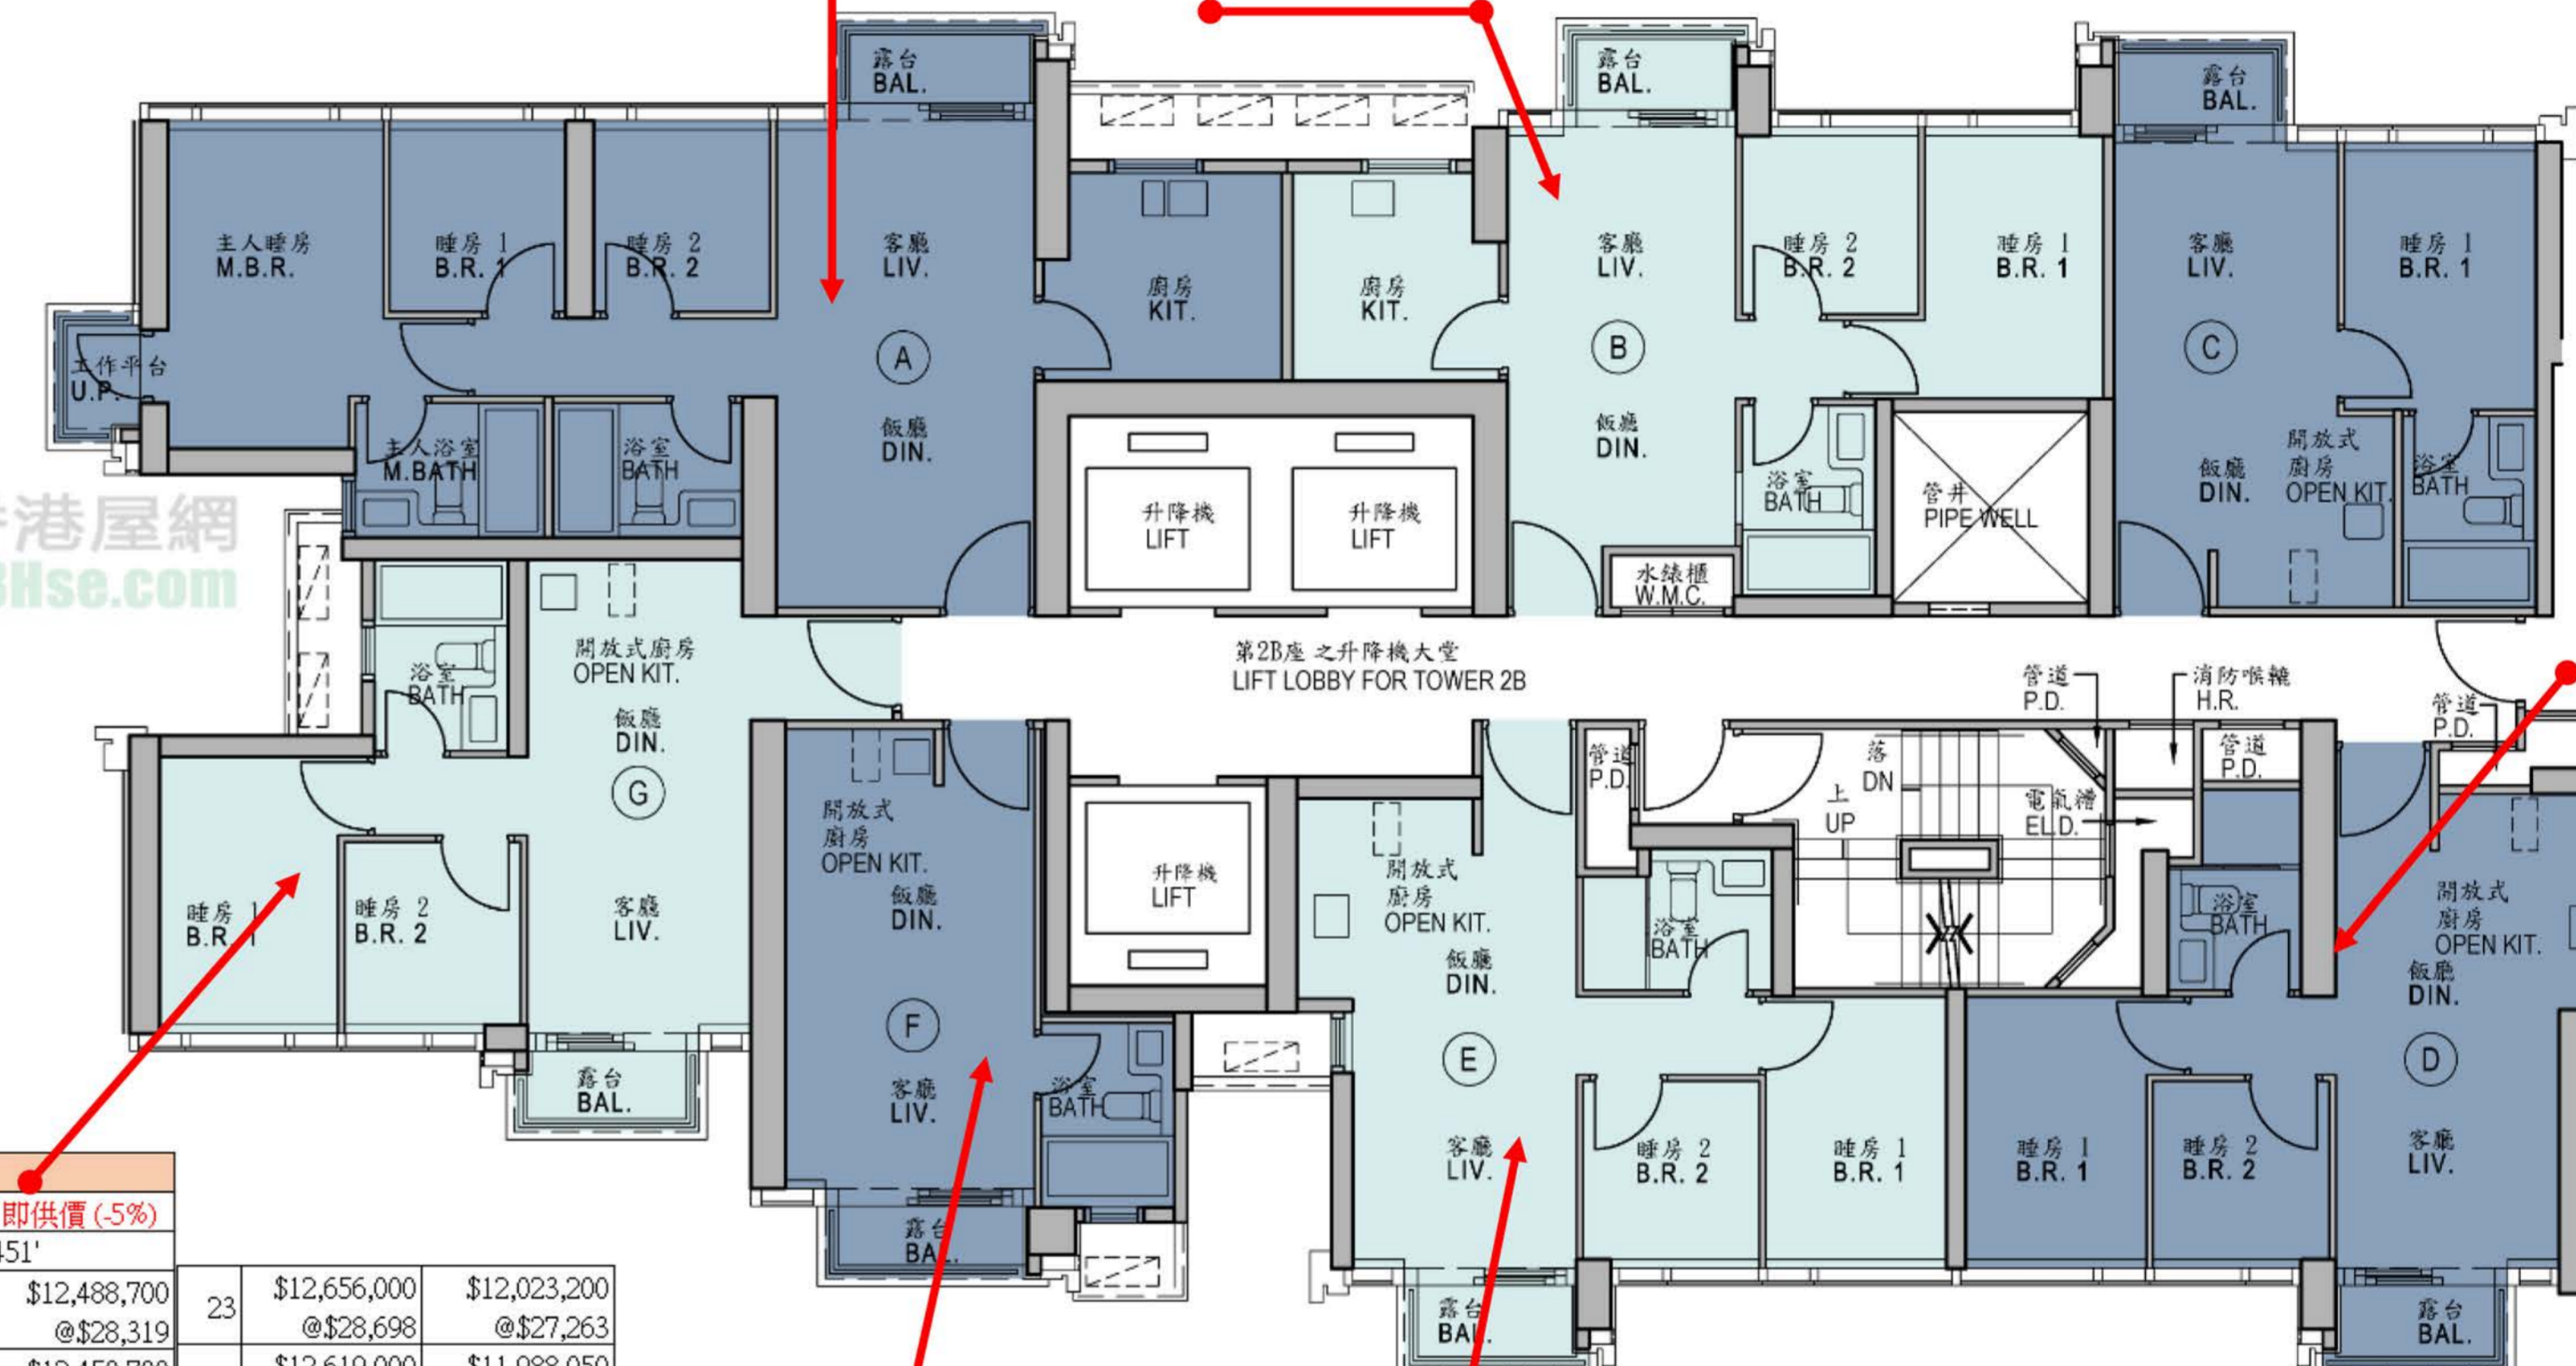 露台
BAL.
露台
BAL.
露台
BAL.
主人睡房
M.B.R.
睡房 1
B.R. 1
睡房 2
B.R. 2
客廳
LIV.
廚房
KIT.
廚房
KIT.
客廳
LIV.
睡房 2
B.R. 2
睡房 1
B.R. 1
客廳
LIV.
睡房 1
B.R. 1
工作平台
U.P.
A
B
C
主人浴室
M.BATH
浴室
BATH
飯廳
DIN.
升降機
LIFT
升降機
LIFT
飯廳
DIN.
浴室
BATH
管井
PIPE WELL
飯廳
DIN.
開放式
廚房
OPEN KIT.
浴室
BATH
港屋網
Hse.com
水錶櫃
W.M.C.
第2B座 之升降機大堂
LIFT LOBBY FOR TOWER 2B
浴室
BATH
開放式廚房
OPEN KIT.
飯廳
DIN.
G
睡房 1
B.R. 1
睡房 2
B.R. 2
客廳
LIV.
露台
BAL.
開放式
廚房
OPEN KIT.
飯廳
DIN.
F
客廳
LIV.
浴室
BATH
露台
BAL.
升降機
LIFT
管道
P.D.
開放式
廚房
OPEN KIT.
飯廳
DIN.
浴室
BATH
E
客廳
LIV.
睡房 2
B.R. 2
睡房 1
B.R. 1
露台
BAL.
落
DN
上
UP
管道
P.D.
消防喉轆
H.R.
管道
P.D.
電氣槽
EL.D.
管道
P.D.
浴室
BATH
開放式
廚房
OPEN KIT.
飯廳
DIN.
D
睡房 1
B.R. 1
睡房 2
B.R. 2
客廳
LIV.
露台
BAL.
即供價 (-5%)
451'
$12,488,700 23 $12,656,000 $12,023,200
@$28,319 @$28,698 @$27,263